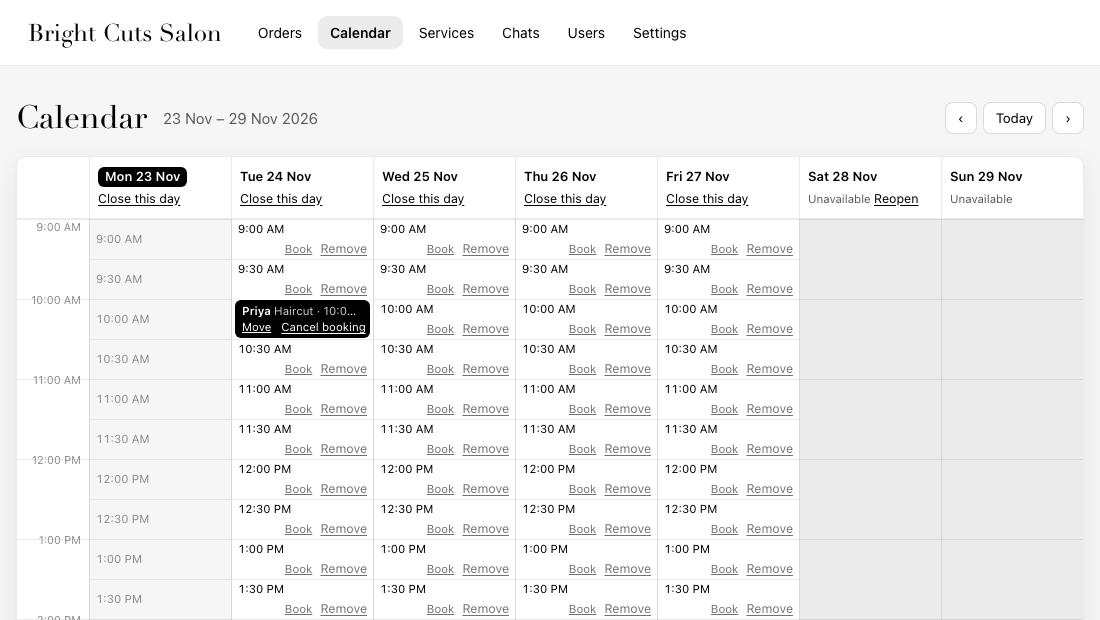 Bright Cuts Salon Orders Calendar Services Chats Users Settings
Calendar 23 Nov – 29 Nov 2026 ‹ Today ›
Mon 23 Nov Tue 24 Nov Wed 25 Nov Thu 26 Nov Fri 27 Nov Sat 28 Nov Sun 29 Nov
Close this day Close this day Close this day Close this day Close this day Unavailable Reopen Unavailable
9:00 AM 9:00 AM 9:00 AM 9:00 AM 9:00 AM
9:00 AM
Book Remove Book Remove Book Remove Book Remove
9:30 AM 9:30 AM 9:30 AM 9:30 AM
9:30 AM
Book Remove Book Remove Book Remove Book Remove
10:00 AM Priya Haircut · 10:0... 10:00 AM 10:00 AM 10:00 AM
10:00 AM
Move Cancel booking Book Remove Book Remove Book Remove
10:30 AM 10:30 AM 10:30 AM 10:30 AM
10:30 AM
Book Remove Book Remove Book Remove Book Remove
11:00 AM 11:00 AM 11:00 AM 11:00 AM 11:00 AM
11:00 AM
Book Remove Book Remove Book Remove Book Remove
11:30 AM 11:30 AM 11:30 AM 11:30 AM
11:30 AM
Book Remove Book Remove Book Remove Book Remove
12:00 PM 12:00 PM 12:00 PM 12:00 PM 12:00 PM
12:00 PM
Book Remove Book Remove Book Remove Book Remove
12:30 PM 12:30 PM 12:30 PM 12:30 PM
12:30 PM
Book Remove Book Remove Book Remove Book Remove
1:00 PM 1:00 PM 1:00 PM 1:00 PM 1:00 PM
1:00 PM
Book Remove Book Remove Book Remove Book Remove
1:30 PM 1:30 PM 1:30 PM 1:30 PM
1:30 PM
Book Remove Book Remove Book Remove Book Remove